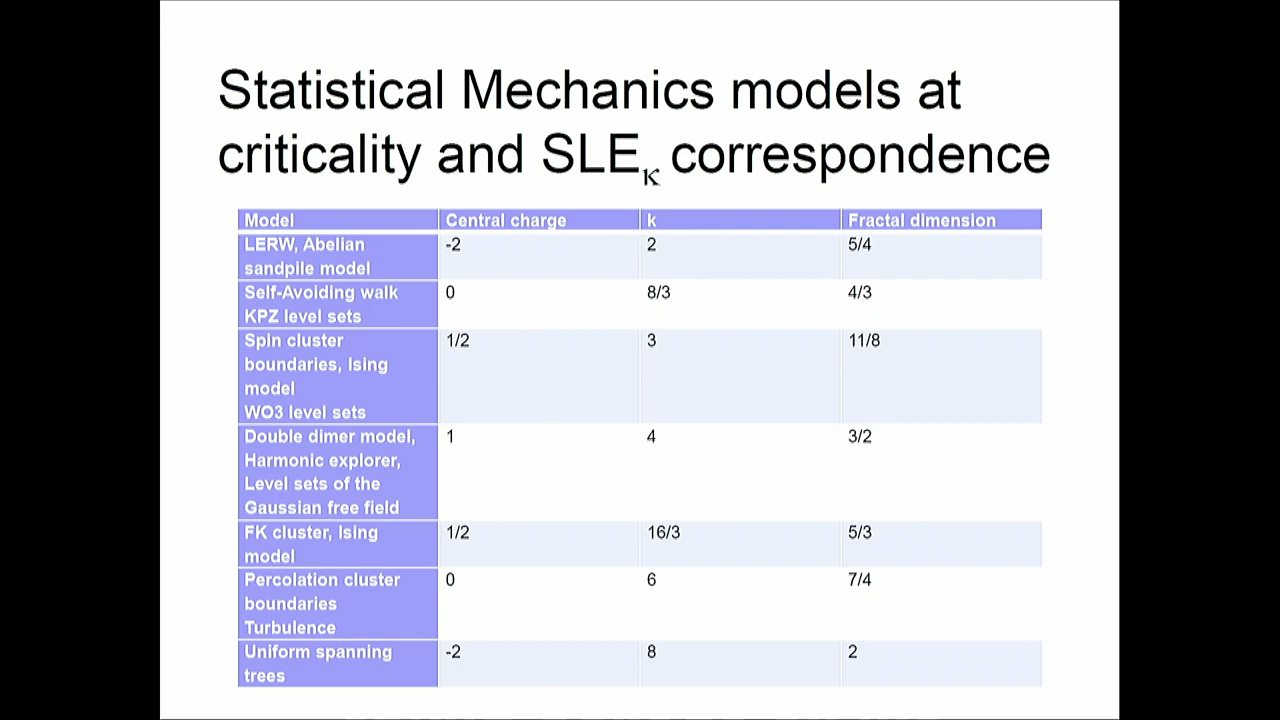 Statistical Mechanics models at
criticality and SLEκ correspondence
Model Central charge k Fractal dimension
LERW, Abelian -2 2 5/4
sandpile model
Self-Avoiding walk 0 8/3 4/3
KPZ level sets
Spin cluster 1/2 3 11/8
boundaries, Ising
model
WO3 level sets
Double dimer model, 1 4 3/2
Harmonic explorer,
Level sets of the
Gaussian free field
FK cluster, Ising 1/2 16/3 5/3
model
Percolation cluster 0 6 7/4
boundaries
Turbulence
Uniform spanning -2 8 2
trees